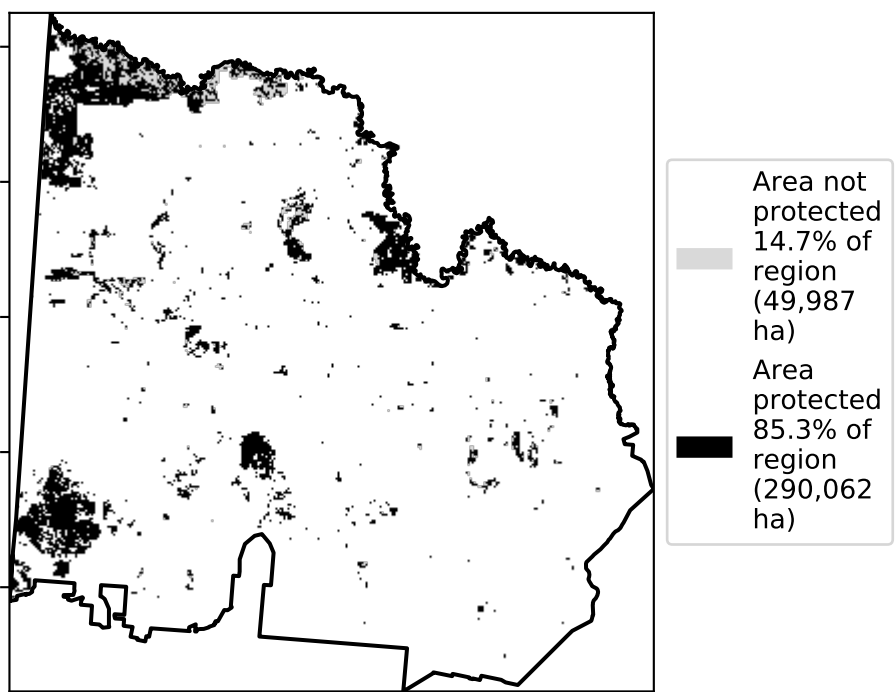 Area not
protected
14.7% of
region
(49,987
ha)
Area
protected
85.3% of
region
(290,062
ha)